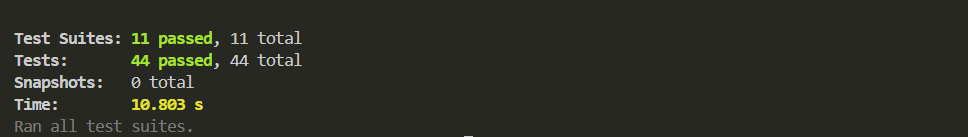 Test Suites: 11 passed, 11 total
Tests:       44 passed, 44 total
Snapshots:   0 total
Time:        10.803 s
Ran all test suites.